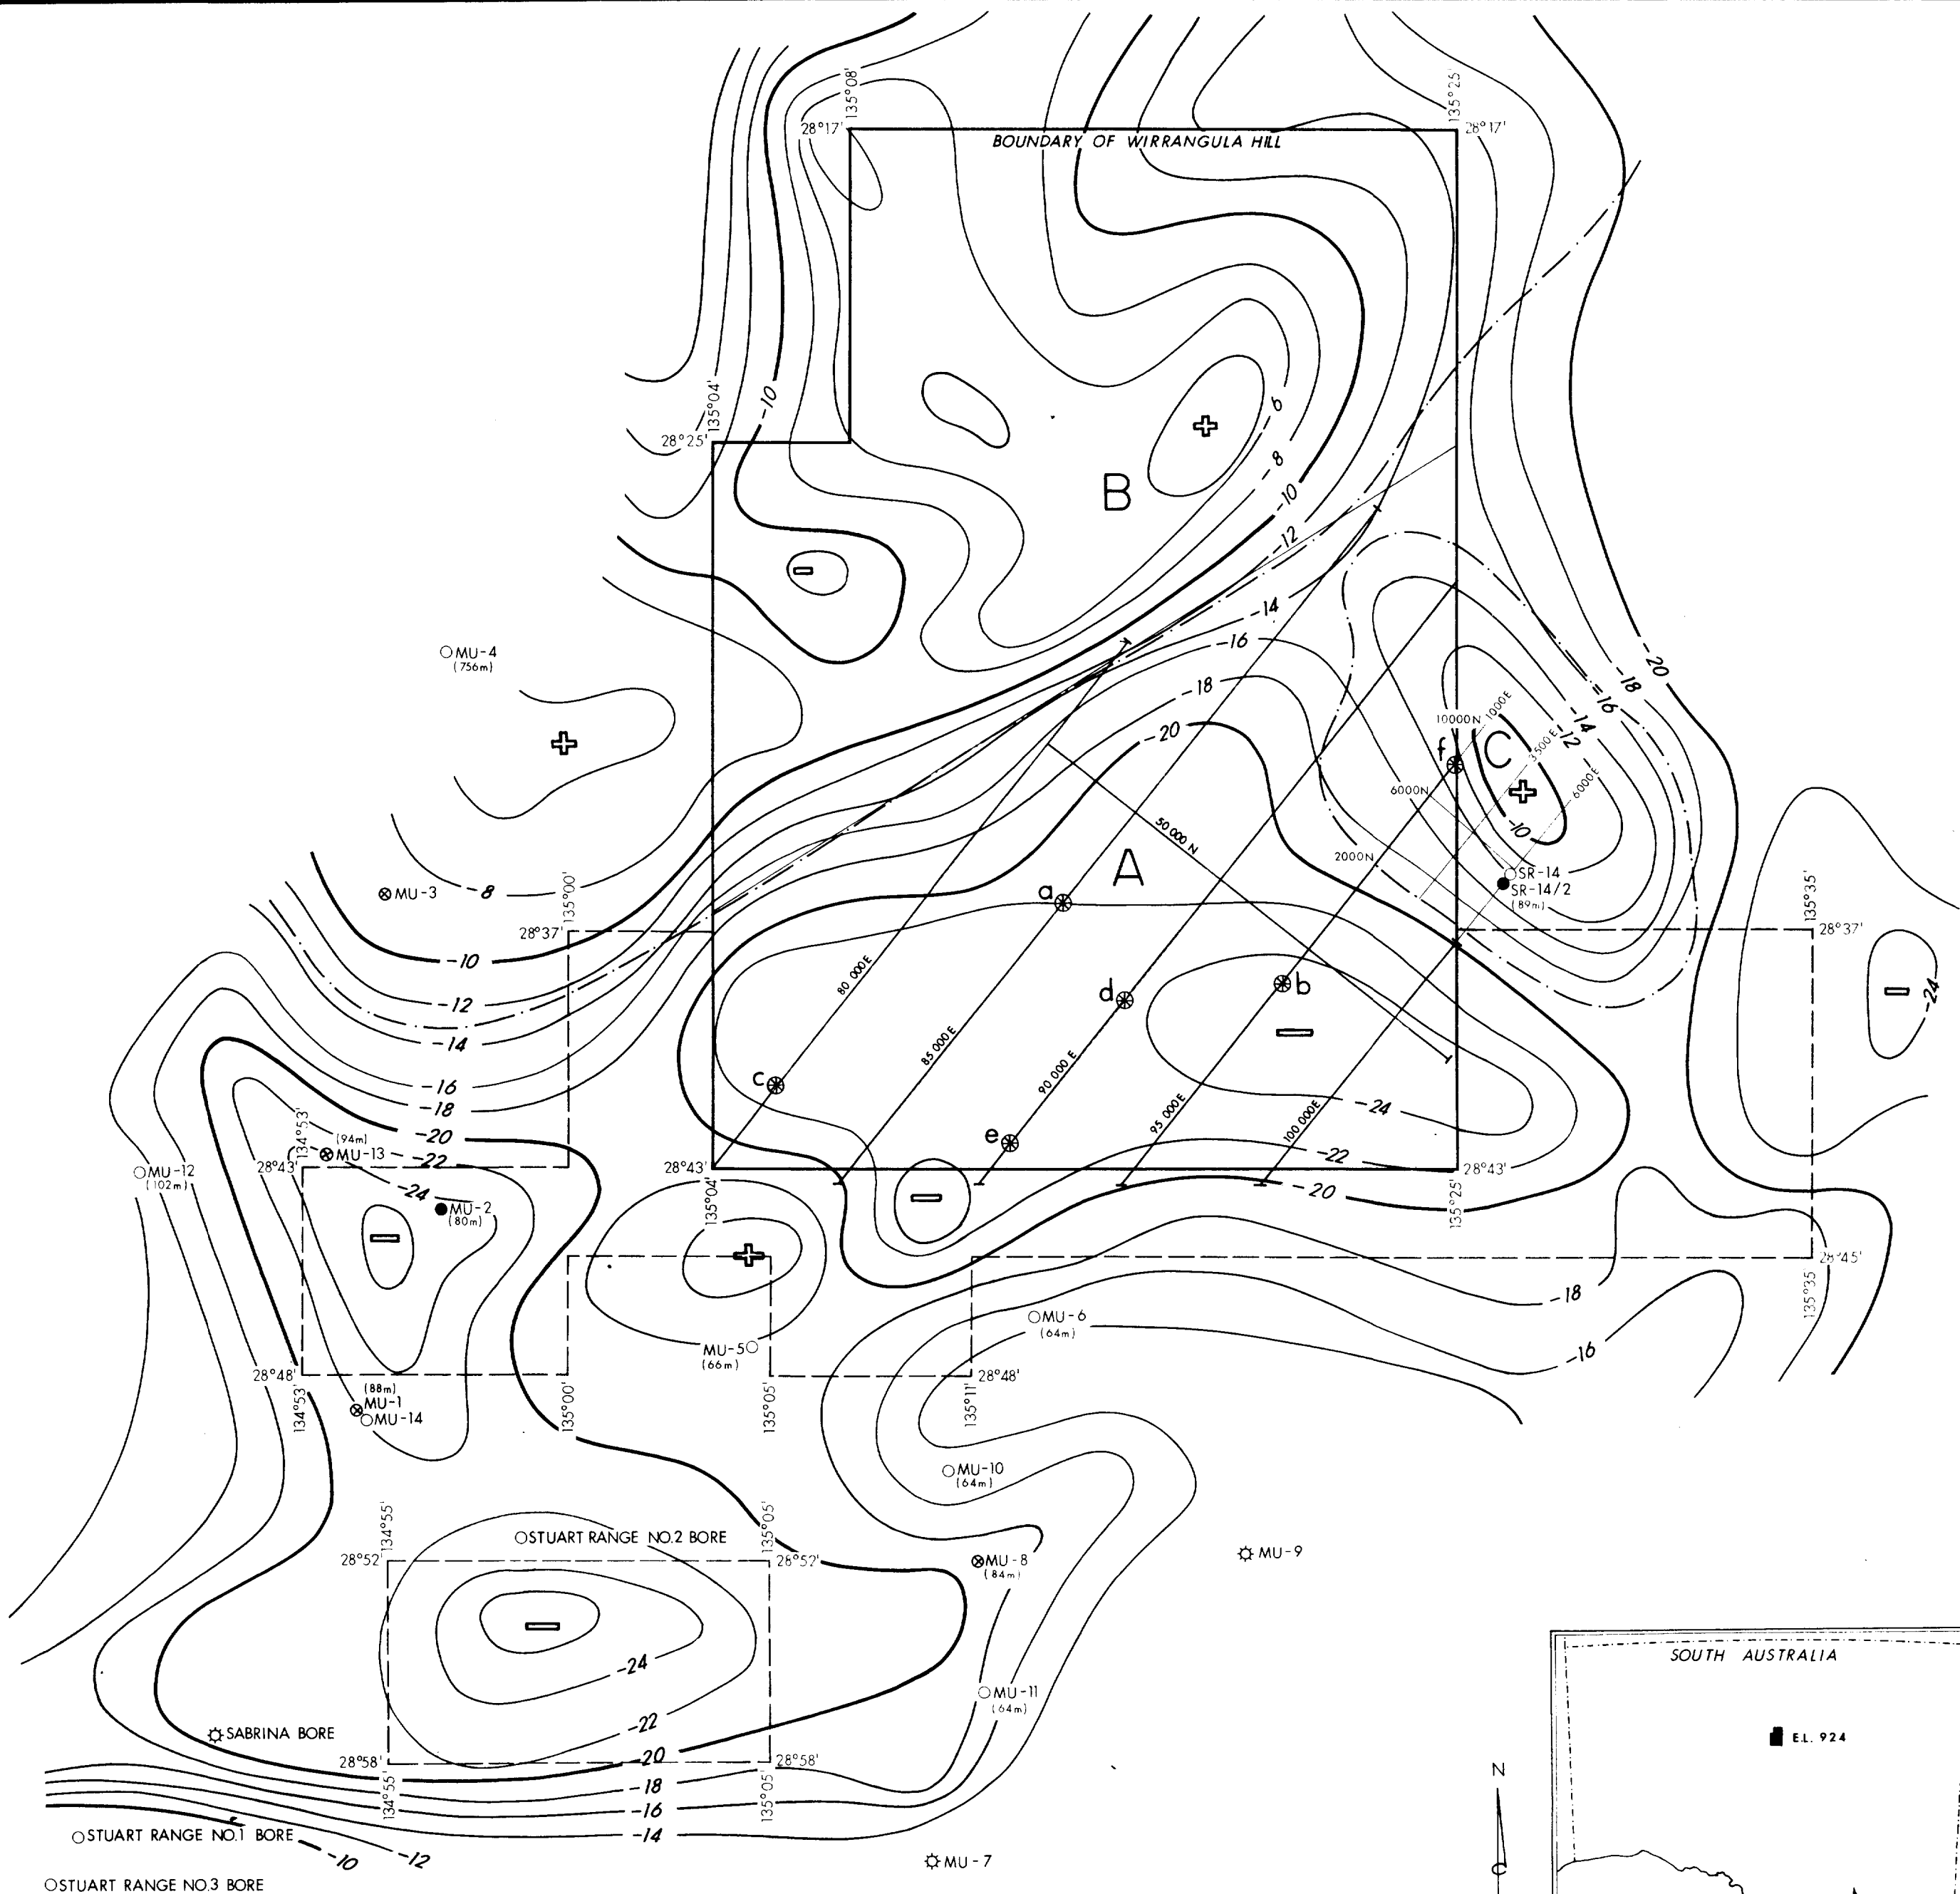 135°08'
135°25'
28°17'
28°17'
BOUNDARY OF WIRRANGULA HILL
-10
135°04'
28°25'
-6
-8
B
-10
-12
-14
-16
MU-4
(756m)
-20
-18
-18
-16
-14
-12
-20
10000N
1000E
C
3500E
f
6000E
6000N
-10
50 000 N
2000N
A
SR-14
SR-14/2
(89m)
MU-3
-8
135°00'
a
135°35'
28°37'
28°37'
-10
80 000E
b
d
-24
-12
-14
85 000E
90 000 E
c
-16
-18
-24
95 000E
100 000E
134°53'
-20
e
(94m)
MU-13
-22
-22
MU-12
(102m)
28°43'
28°43'
28°43'
-24
MU-2
(80m)
135°04'
-20
135°25'
28°45'
-18
135°35
MU-6
(64m)
MU-5
(66m)
-16
28°48'
28°48'
(88m)
MU-1
MU-14
134°53'
135°00'
135°05'
135°11'
MU-10
(64m)
134°55'
135°05'
STUART RANGE NO.2 BORE
28°52'
28°52'
MU-8
(84m)
MU-9
-24
SOUTH AUSTRALIA
MU-11
(64m)
-22
SABRINA BORE
E.L. 924
-20
28°58'
28°58'
-18
134°55'
135°05'
N
-16
-14
STUART RANGE NO.1 BORE
-10
-12
MU-7
STUART RANGE NO.3 BORE